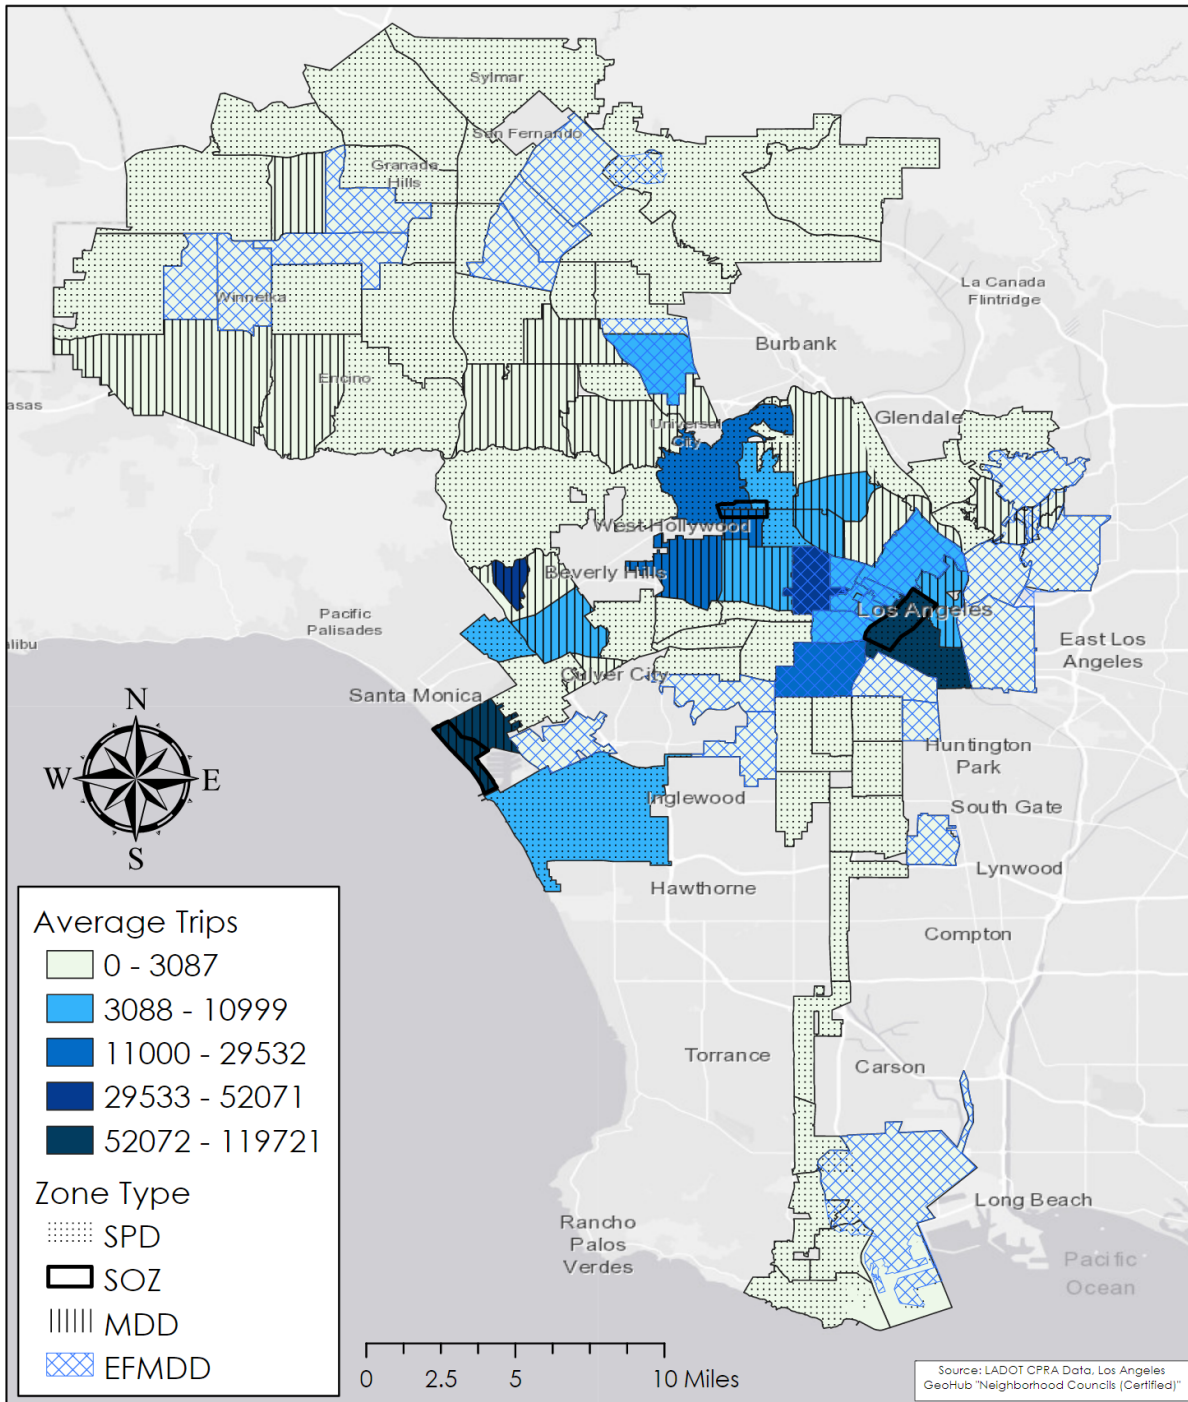 Sylmar
San Fernando
Granada
Hills
Winnetka
La Canada
Flintridge
Burbank
Encino
asas
Glendale
Universal
City
West Hollywood
Beverly Hills
Pacific
Palisades
Los Angeles
alibu
East Los
Angeles
Culver City
Santa Monica
N
W
E
S
Huntington
Park
Inglewood
South Gate
Lynwood
Hawthorne
Compton
Torrance
Carson
Long Beach
Rancho
Palos
Verdes
Pacific
Ocean
Average Trips
0 - 3087
3088 - 10999
11000 - 29532
29533 - 52071
52072 - 119721
Zone Type
SPD
SOZ
MDD
EFMDD
0 2.5 5 10 Miles
Source: LADOT CPRA Data, Los Angeles
GeoHub "Neighborhood Councils (Certified)"